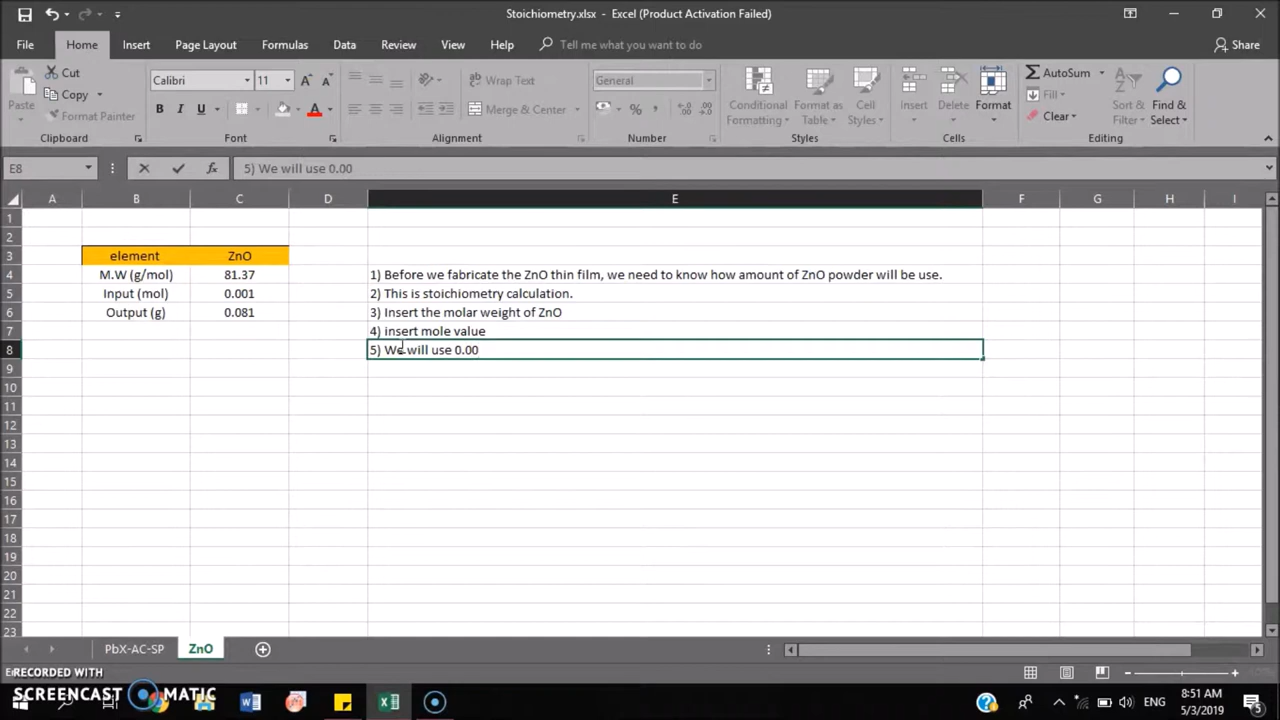 Stoichiometry.xlsx - Excel (Product Activation Failed)
File Home Insert Page Layout Formulas Data Review View Help Tell me what you want to do Share
Paste Cut Copy Format Painter
Clipboard
Calibri 11
B I U
Font
Wrap Text
Merge & Center
Alignment
General
Number
Conditional Formatting
Format as Table
Cell Styles
Styles
Insert Delete Format
Cells
AutoSum
Fill
Clear
Sort & Filter
Find & Select
Editing
E8 fx 5) We will use 0.00
A B C D E F G H I
1
2
3 element ZnO
4 M.W (g/mol) 81.37 1) Before we fabricate the ZnO thin film, we need to know how amount of ZnO powder will be use.
5 Input (mol) 0.001 2) This is stoichiometry calculation.
6 Output (g) 0.081 3) Insert the molar weight of ZnO
7 4) insert mole value
8 5) We will use 0.00
9
10
11
12
13
14
15
16
17
18
19
20
21
22
23
PbX-AC-SP ZnO
RECORDED WITH
SCREENCAST MATIC
ENG
8:51 AM
5/3/2019
5